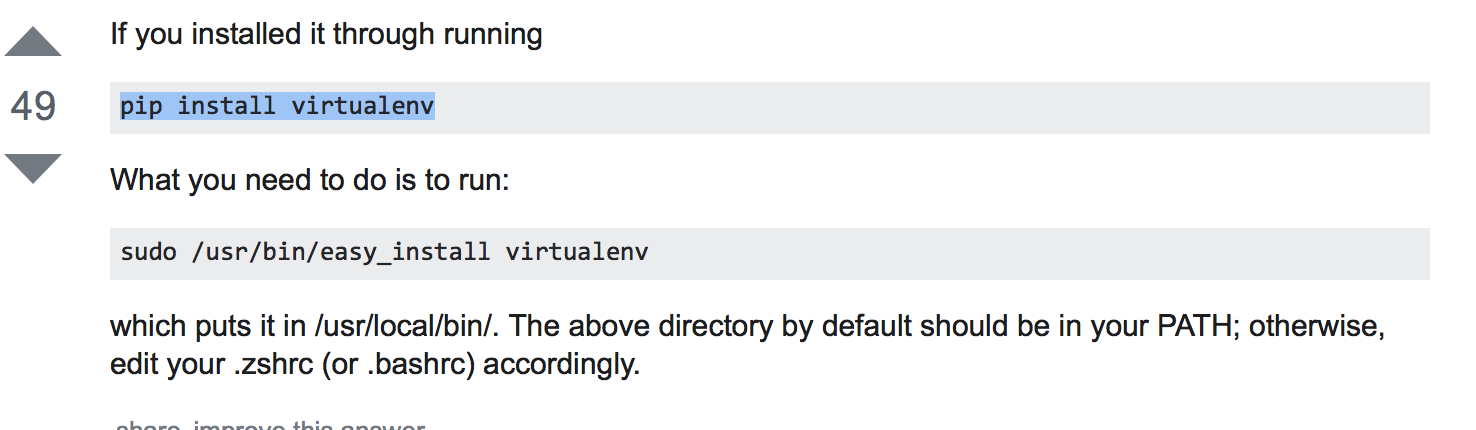 If you installed it through running
49
pip install virtualenv
What you need to do is to run:
sudo /usr/bin/easy_install virtualenv
which puts it in /usr/local/bin/. The above directory by default should be in your PATH; otherwise,
edit your .zshrc (or .bashrc) accordingly.
share improve this answer